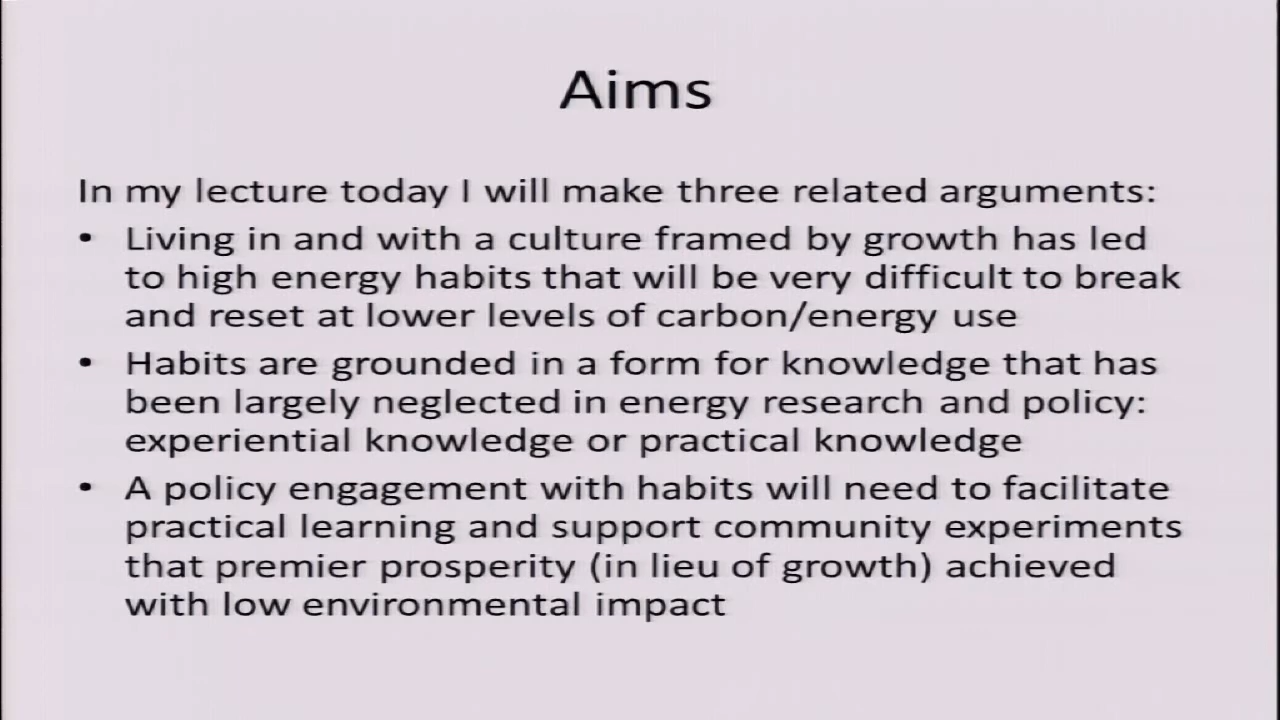 Aims
In my lecture today I will make three related arguments:
• Living in and with a culture framed by growth has led
to high energy habits that will be very difficult to break
and reset at lower levels of carbon/energy use
• Habits are grounded in a form for knowledge that has
been largely neglected in energy research and policy:
experiential knowledge or practical knowledge
• A policy engagement with habits will need to facilitate
practical learning and support community experiments
that premier prosperity (in lieu of growth) achieved
with low environmental impact